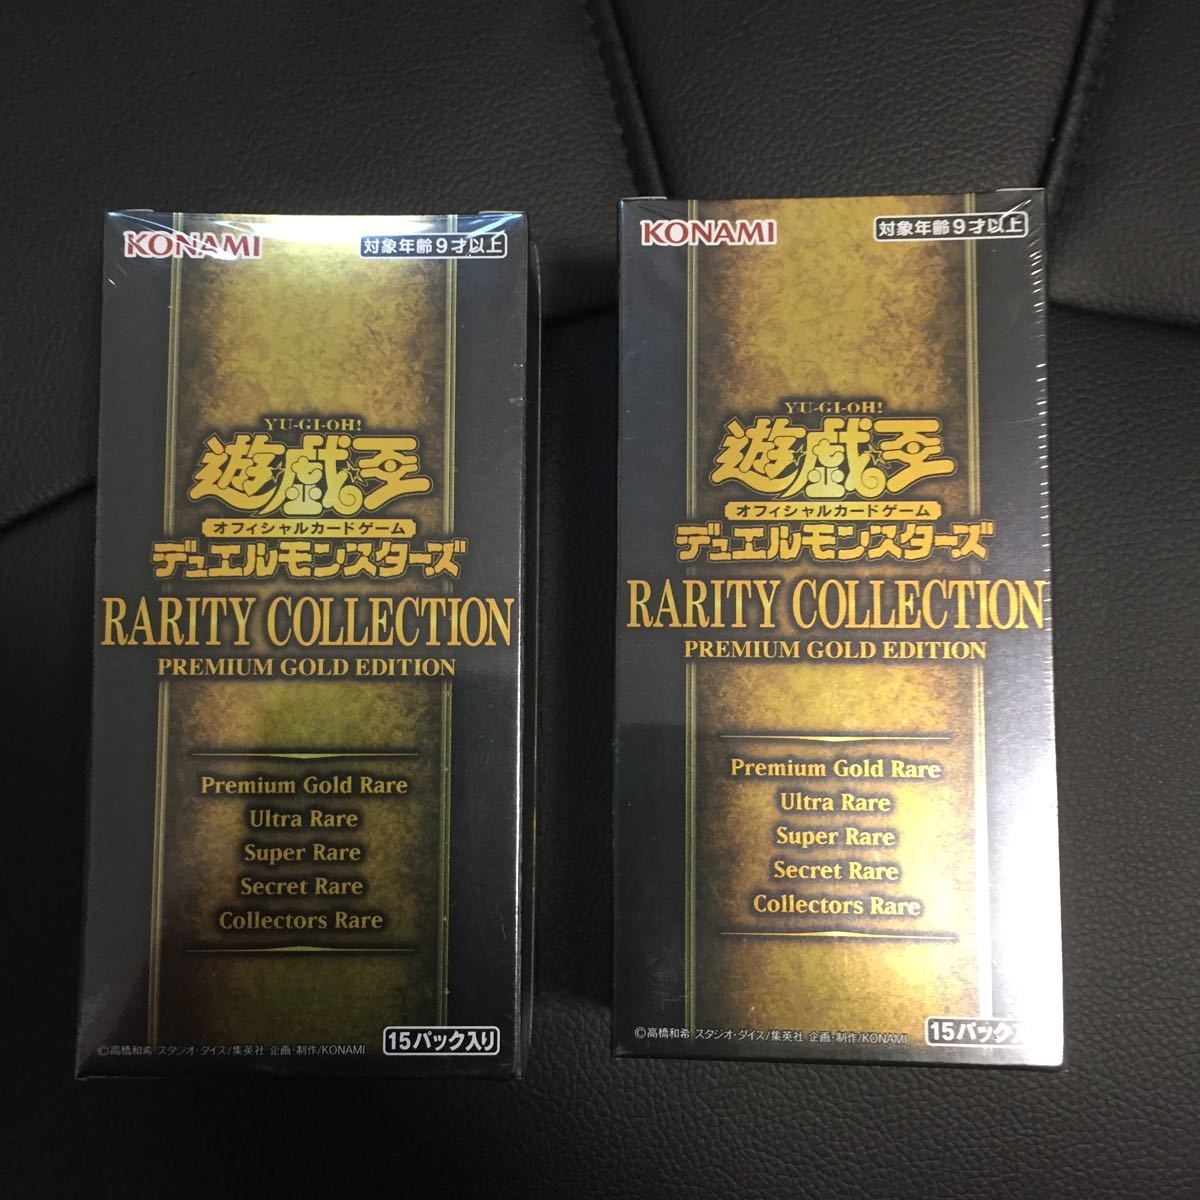 KONAMI
対象年齢9才以上
YU-GI-OH!
遊戯王
オフィシャルカードゲーム
デュエルモンスターズ
RARITY COLLECTION
PREMIUM GOLD EDITION
Premium Gold Rare
Ultra Rare
Super Rare
Secret Rare
Collectors Rare
15パック入り
©高橋和希 スタジオ・ダイス/集英社 企画・制作/KONAMI
KONAMI
対象年齢9才以上
YU-GI-OH!
遊戯王
オフィシャルカードゲーム
デュエルモンスターズ
RARITY COLLECTION
PREMIUM GOLD EDITION
Premium Gold Rare
Ultra Rare
Super Rare
Secret Rare
Collectors Rare
©高橋和希 スタジオ・ダイス/集英社 企画・制作/KONAMI
15パック入